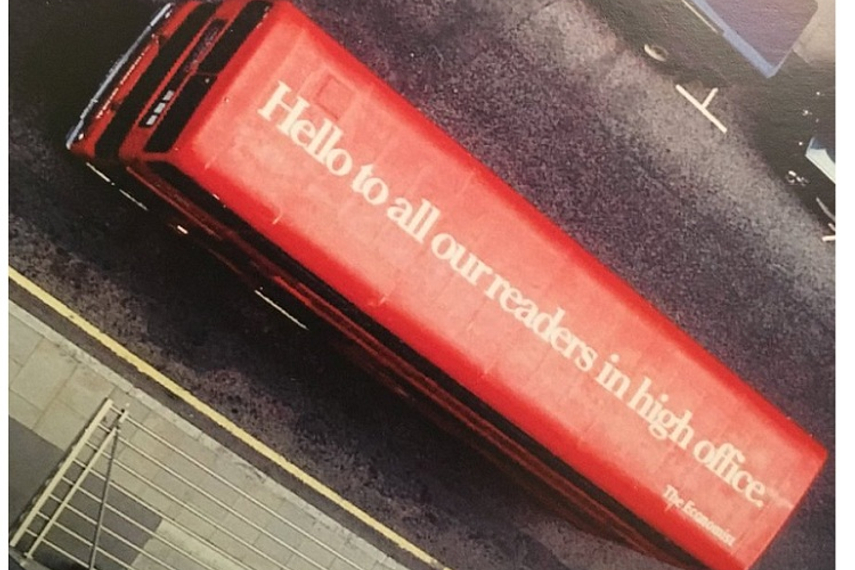 Hello to all our readers in high office.
The Economist